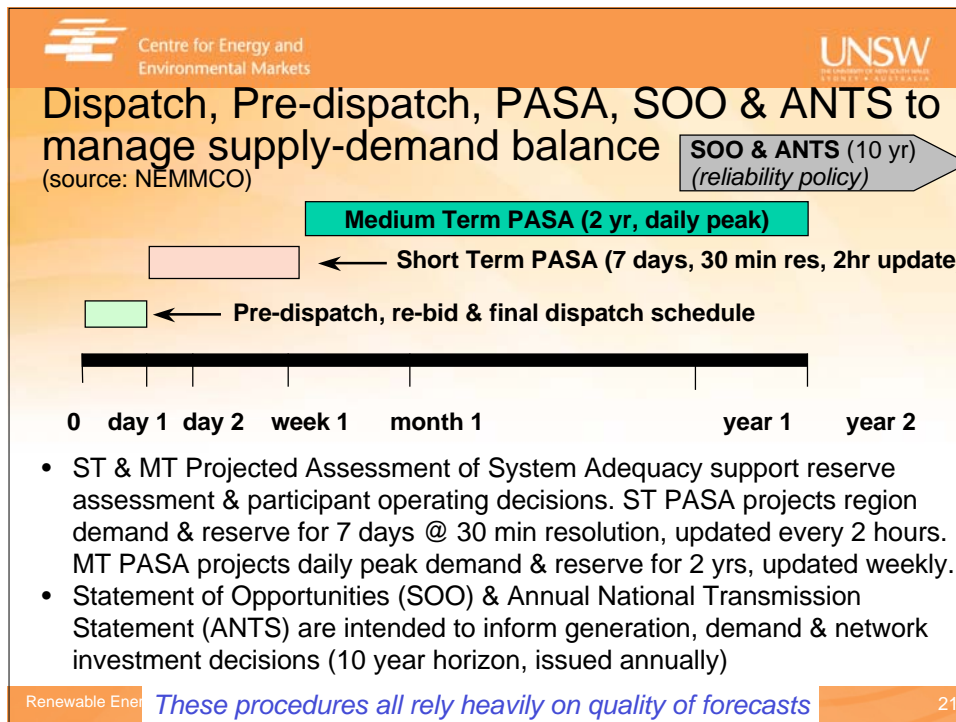 Centre for Energy and
Environmental Markets
UNSW
THE UNIVERSITY OF NEW SOUTH WALES
SYDNEY • AUSTRALIA
Dispatch, Pre-dispatch, PASA, SOO & ANTS to
manage supply-demand balance
(source: NEMMCO)
SOO & ANTS (10 yr)
(reliability policy)
Medium Term PASA (2 yr, daily peak)
Short Term PASA (7 days, 30 min res, 2hr update
Pre-dispatch, re-bid & final dispatch schedule
0 day 1 day 2 week 1 month 1 year 1 year 2
• ST & MT Projected Assessment of System Adequacy support reserve
assessment & participant operating decisions. ST PASA projects region
demand & reserve for 7 days @ 30 min resolution, updated every 2 hours.
MT PASA projects daily peak demand & reserve for 2 yrs, updated weekly.
• Statement of Opportunities (SOO) & Annual National Transmission
Statement (ANTS) are intended to inform generation, demand & network
investment decisions (10 year horizon, issued annually)
Renewable Ener These procedures all rely heavily on quality of forecasts 21